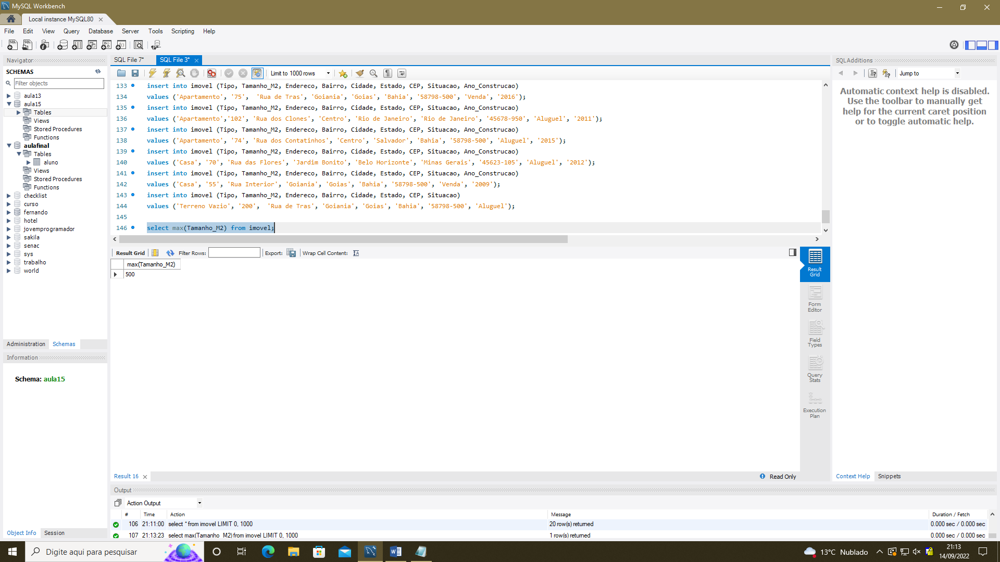 MySQL Workbench
Local instance MySQL80
File Edit View Query Database Server Tools Scripting Help
Navigator
SCHEMAS
Filter objects
aula13
aula15
Tables
Views
Stored Procedures
Functions
aulafinal
Tables
aluno
Views
Stored Procedures
Functions
checklist
curso
fernando
hotel
jovemprogramador
sakila
senac
sys
trabalho
world
Administration Schemas
Information
Schema: aula15
Object Info Session
SQL File 7* SQL File 3*
Limit to 1000 rows
133 insert into imovel (Tipo, Tamanho_M2, Endereco, Bairro, Cidade, Estado, CEP, Situacao, Ano_Construcao)
134 values ('Apartamento', '75', 'Rua de Tras', 'Goiania', 'Goias', 'Bahia', '58798-500', 'Venda', '2016');
135 insert into imovel (Tipo, Tamanho_M2, Endereco, Bairro, Cidade, Estado, CEP, Situacao, Ano_Construcao)
136 values ('Apartamento','102', 'Rua dos Clones', 'Centro', 'Rio de Janeiro', 'Rio de Janeiro', '45678-950', 'Aluguel', '2011');
137 insert into imovel (Tipo, Tamanho_M2, Endereco, Bairro, Cidade, Estado, CEP, Situacao, Ano_Construcao)
138 values ('Apartamento', '74', 'Rua dos Contatinhos', 'Centro', 'Salvador', 'Bahia', '58798-500', 'Aluguel', '2015');
139 insert into imovel (Tipo, Tamanho_M2, Endereco, Bairro, Cidade, Estado, CEP, Situacao, Ano_Construcao)
140 values ('Casa', '70', 'Rua das Flores', 'Jardim Bonito', 'Belo Horizonte', 'Minas Gerais', '45623-105', 'Aluguel', '2012');
141 insert into imovel (Tipo, Tamanho_M2, Endereco, Bairro, Cidade, Estado, CEP, Situacao, Ano_Construcao)
142 values ('Casa', '55', 'Rua Interior', 'Goiania', 'Goias', 'Bahia', '58798-500', 'Venda', '2009');
143 insert into imovel (Tipo, Tamanho_M2, Endereco, Bairro, Cidade, Estado, CEP, Situacao)
144 values ('Terreno Vazio', '200', 'Rua de Tras', 'Goiania', 'Goias', 'Bahia', '58798-500', 'Aluguel');
145
146 select max(Tamanho_M2) from imovel;
Result Grid Filter Rows: Export: Wrap Cell Content:
max(Tamanho_M2)
500
Result Grid
Form Editor
Field Types
Query Stats
Execution Plan
Result 16
Read Only
SQLAdditions
Jump to
Automatic context help is disabled.
Use the toolbar to manually get
help for the current caret position
or to toggle automatic help.
Context Help Snippets
Output
Action Output
# Time Action Message Duration / Fetch
106 21:11:00 select * from imovel LIMIT 0, 1000 20 row(s) returned 0.000 sec / 0.000 sec
107 21:13:23 select max(Tamanho_M2) from imovel LIMIT 0, 1000 1 row(s) returned 0.000 sec / 0.000 sec
Digite aqui para pesquisar
13°C Nublado
21:13
14/09/2022